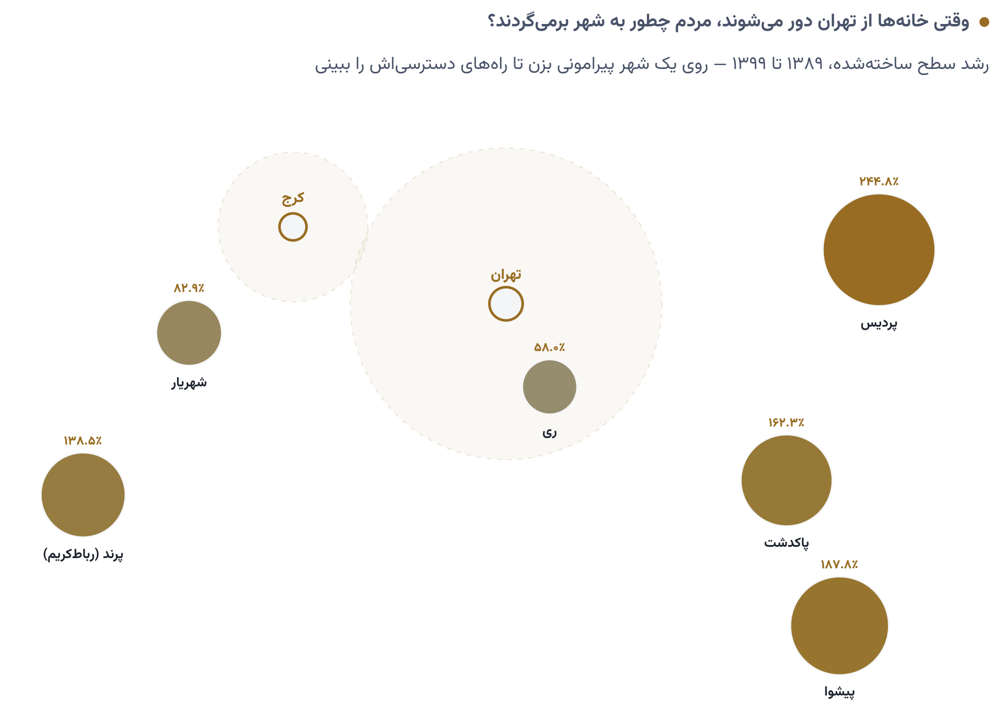 وقتی خانه‌ها از تهران دور می‌شوند، مردم چطور به شهر برمی‌گردند؟
رشد سطح ساخته‌شده، ۱۳۸۹ تا ۱۳۹۹ — روی یک شهر پیرامونی بزن تا راه‌های دسترسی‌اش را ببینی
۲۴۴.۸٪
پردیس
کرج
تهران
۸۲.۹٪
شهریار
۵۸.۰٪
ری
۱۶۲.۳٪
پاکدشت
۱۳۸.۵٪
پرند (رباط‌کریم)
۱۸۷.۸٪
پیشوا